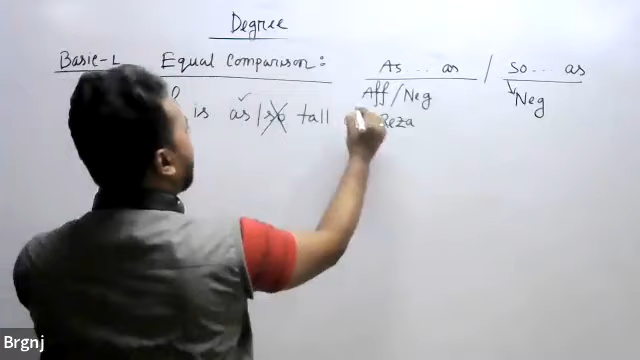 Degree
Basic-1 Equal Comparison: As ... as / So... as
Aff/Neg Neg
is as/so tall Reza
Brgnj